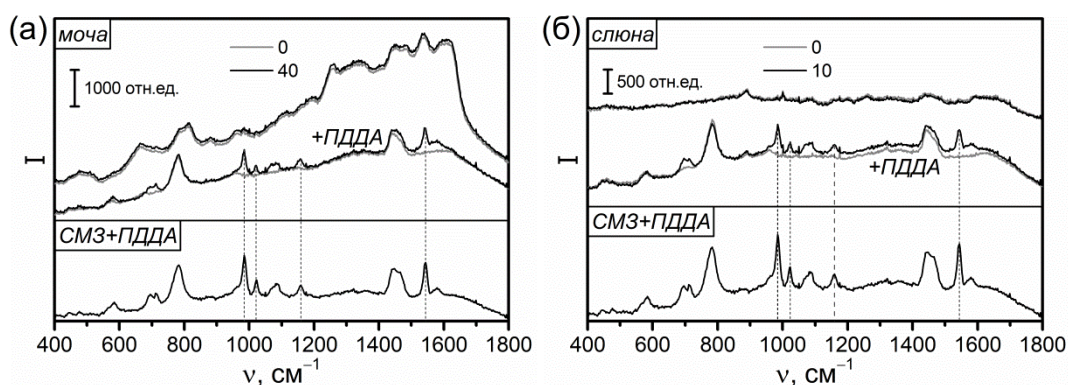 (а)
моча
0
40
1000 отн.ед.
+ПДДА
I
СМЗ+ПДДА
400 600 800 1000 1200 1400 1600 1800
ν, см⁻¹
(б)
слюна
0
10
500 отн.ед.
+ПДДА
I
СМЗ+ПДДА
400 600 800 1000 1200 1400 1600 1800
ν, см⁻¹